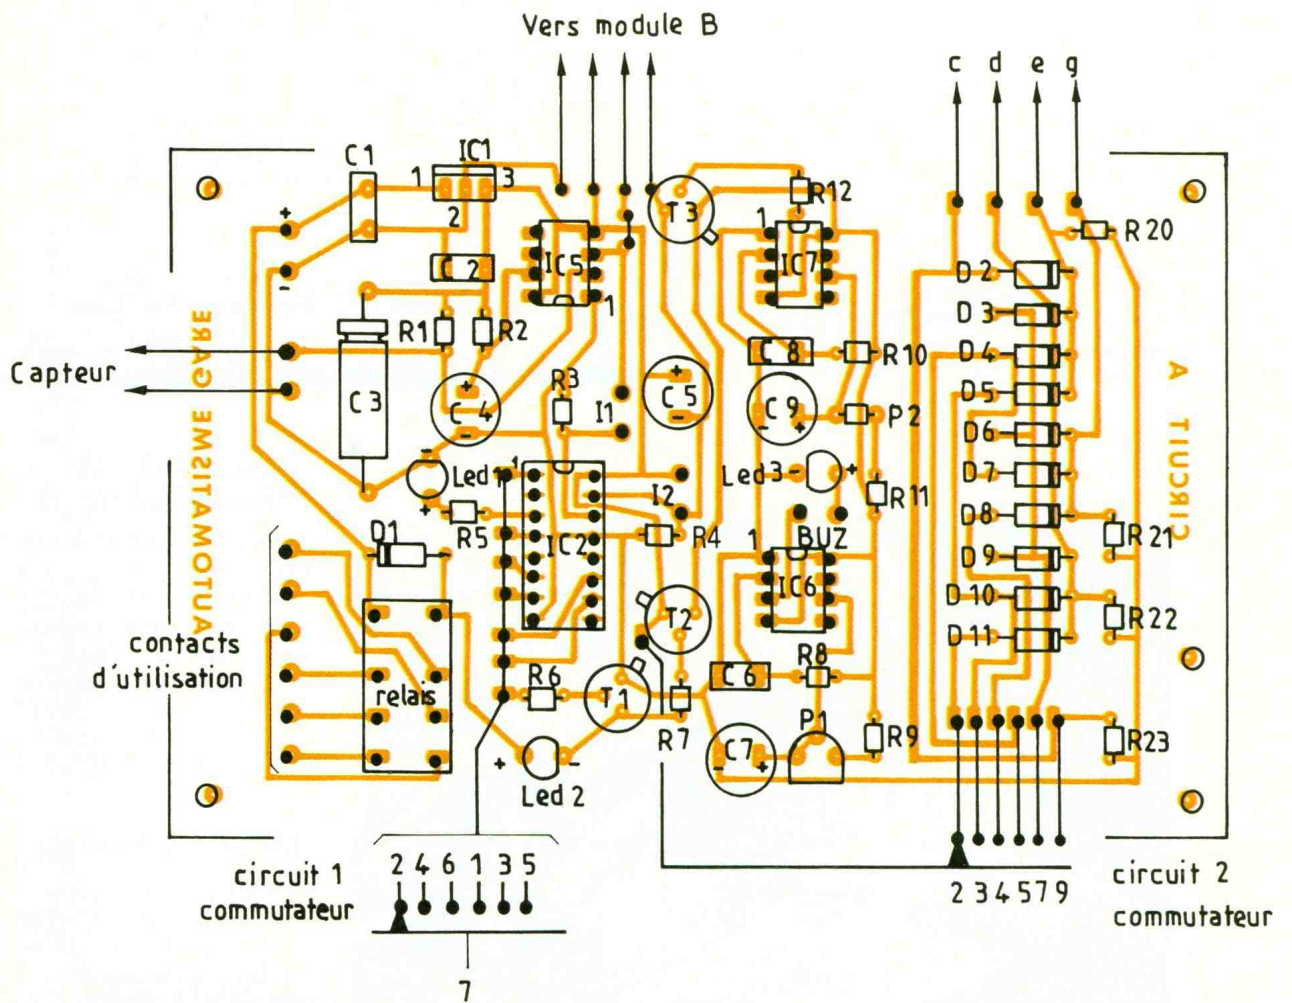 Vers module B
c d e g
C1
IC1
1
3
2
T3
R12
R20
+
-
IC5
1
1
IC7
C2
D2
D3
D4
D5
D6
D7
D8
D9
D10
D11
R1
R2
C3
C4
+
-
R3
I1
C5
+
-
C8
R10
C9
-
+
P2
Capteur
AUTOMATISME GARE
CIRCUIT A
-
Led1
+
R5
1
IC2
I2
R4
Led3
-
+
R11
BUZ
R21
D1
1
IC6
T2
R22
contacts
d'utilisation
relais
R6
T1
R7
C6
R8
P1
R9
R23
C7
-
+
+
-
Led 2
circuit 1
commutateur
2 4 6 1 3 5
7
2 3 4 5 7 9
circuit 2
commutateur